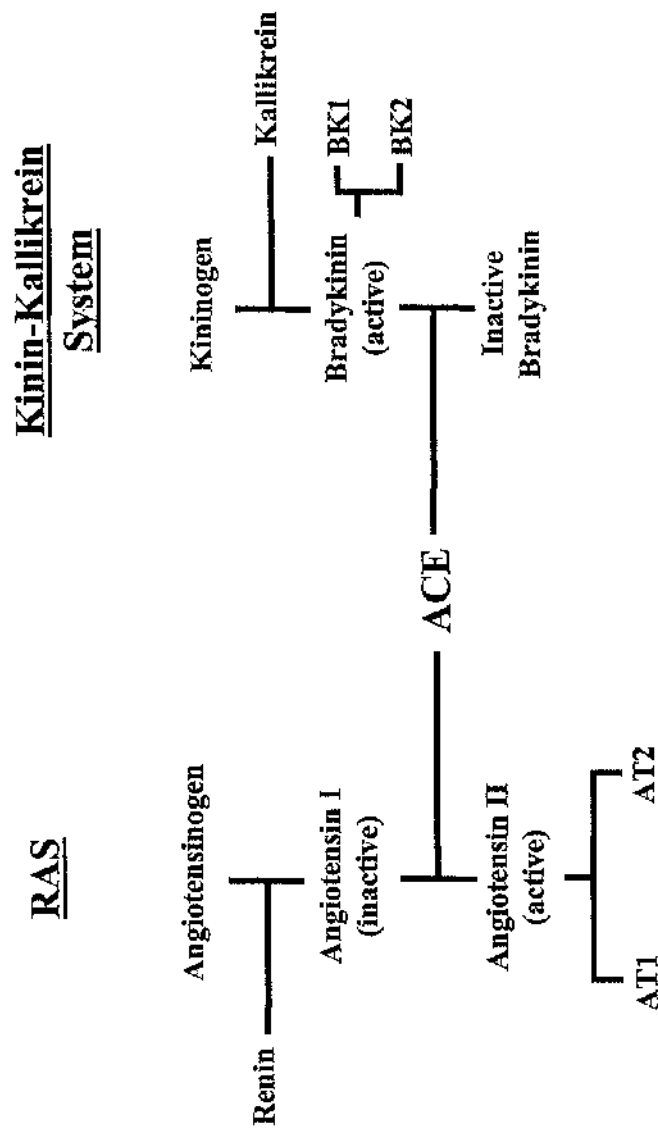 RAS
Kinin-Kallikrein
System
Angiotensinogen
Renin
Angiotensin I
(inactive)
Angiotensin II
(active)
AT1
AT2
ACE
Kininogen
Kallikrein
Bradykinin
(active)
BK1
BK2
Inactive
Bradykinin